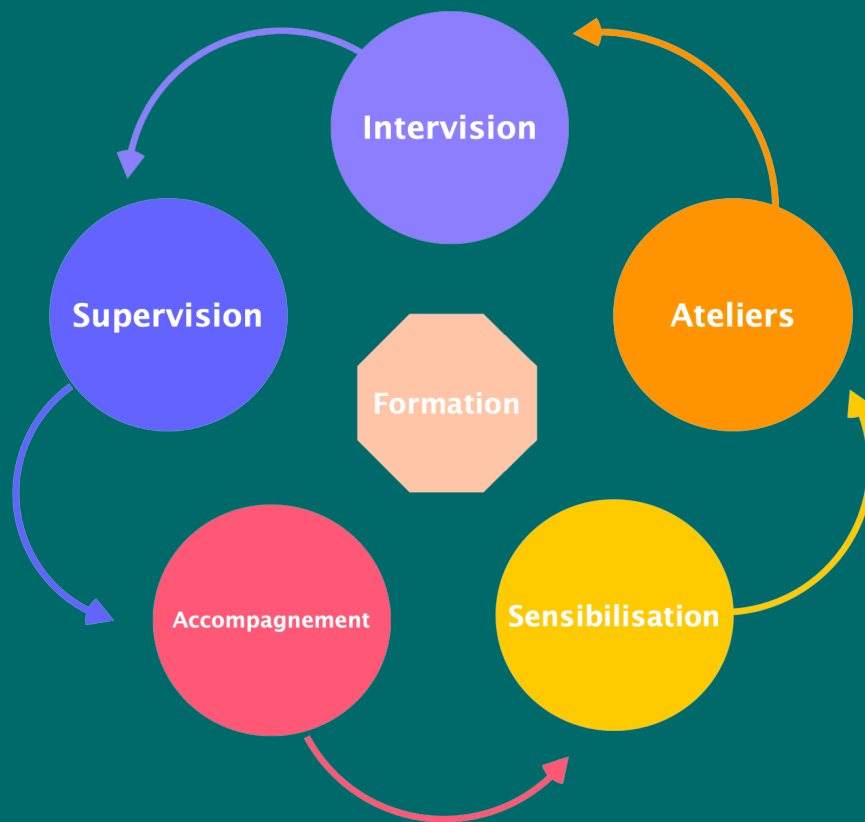 Intervision
Supervision
Ateliers
Formation
Accompagnement
Sensibilisation